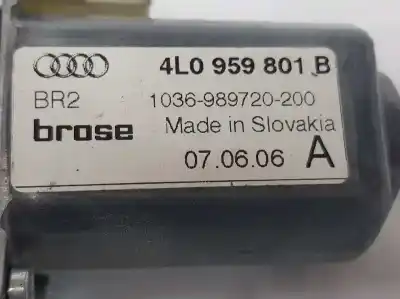 4L0 959 801 B
BR2 1036-989720-200
brose Made in Slovakia
07.06.06 A